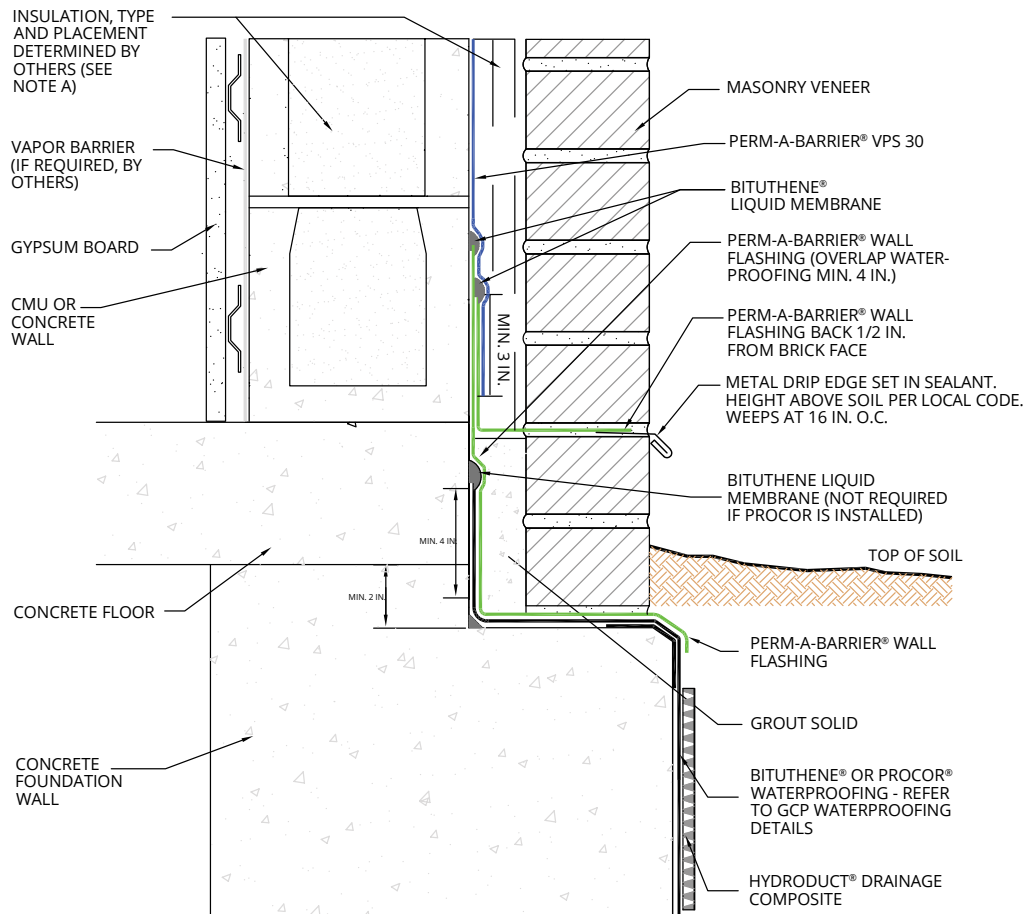 INSULATION, TYPE
AND PLACEMENT
DETERMINED BY
OTHERS (SEE
NOTE A)
VAPOR BARRIER
(IF REQUIRED, BY
OTHERS)
GYPSUM BOARD
CMU OR
CONCRETE
WALL
CONCRETE FLOOR
CONCRETE
FOUNDATION
WALL
MIN. 3 IN.
MIN. 4 IN.
MIN. 2 IN.
MASONRY VENEER
PERM-A-BARRIER® VPS 30
BITUTHENE®
LIQUID MEMBRANE
PERM-A-BARRIER® WALL
FLASHING (OVERLAP WATER-
PROOFING MIN. 4 IN.)
PERM-A-BARRIER® WALL
FLASHING BACK 1/2 IN.
FROM BRICK FACE
METAL DRIP EDGE SET IN SEALANT.
HEIGHT ABOVE SOIL PER LOCAL CODE.
WEEPS AT 16 IN. O.C.
BITUTHENE LIQUID
MEMBRANE (NOT REQUIRED
IF PROCOR IS INSTALLED)
TOP OF SOIL
PERM-A-BARRIER® WALL
FLASHING
GROUT SOLID
BITUTHENE® OR PROCOR®
WATERPROOFING - REFER
TO GCP WATERPROOFING
DETAILS
HYDRODUCT® DRAINAGE
COMPOSITE